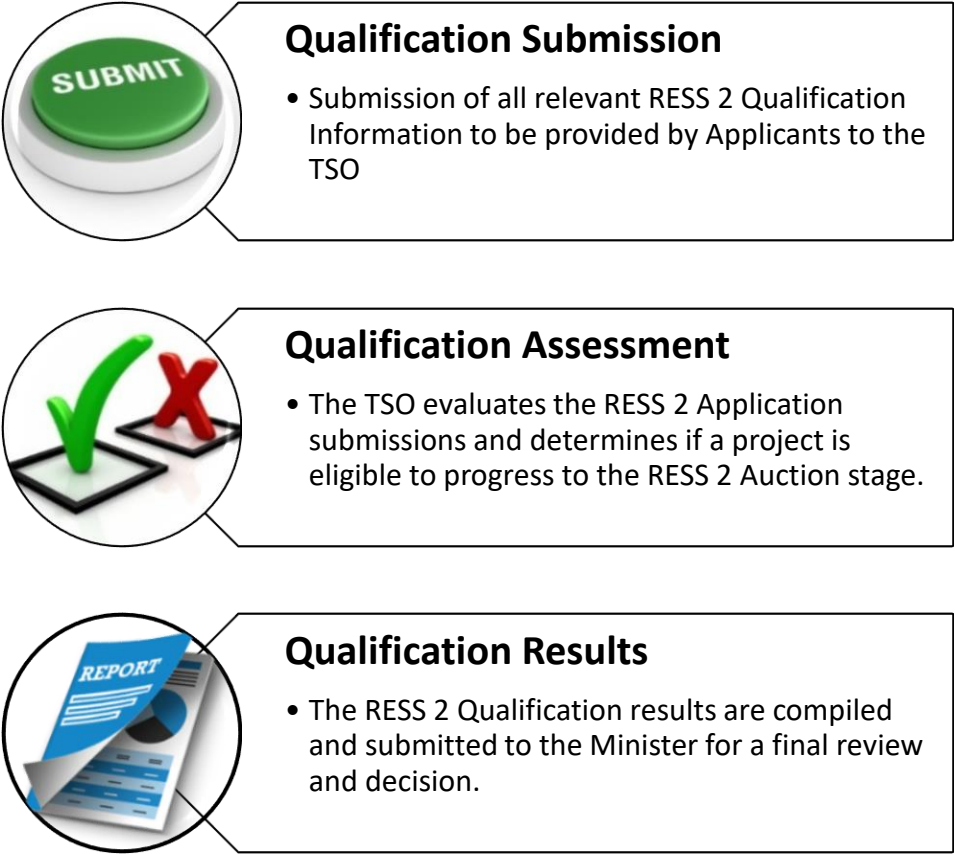 SUBMIT
Qualification Submission
• Submission of all relevant RESS 2 Qualification
Information to be provided by Applicants to the
TSO
Qualification Assessment
• The TSO evaluates the RESS 2 Application
submissions and determines if a project is
eligible to progress to the RESS 2 Auction stage.
REPORT
Qualification Results
• The RESS 2 Qualification results are compiled
and submitted to the Minister for a final review
and decision.